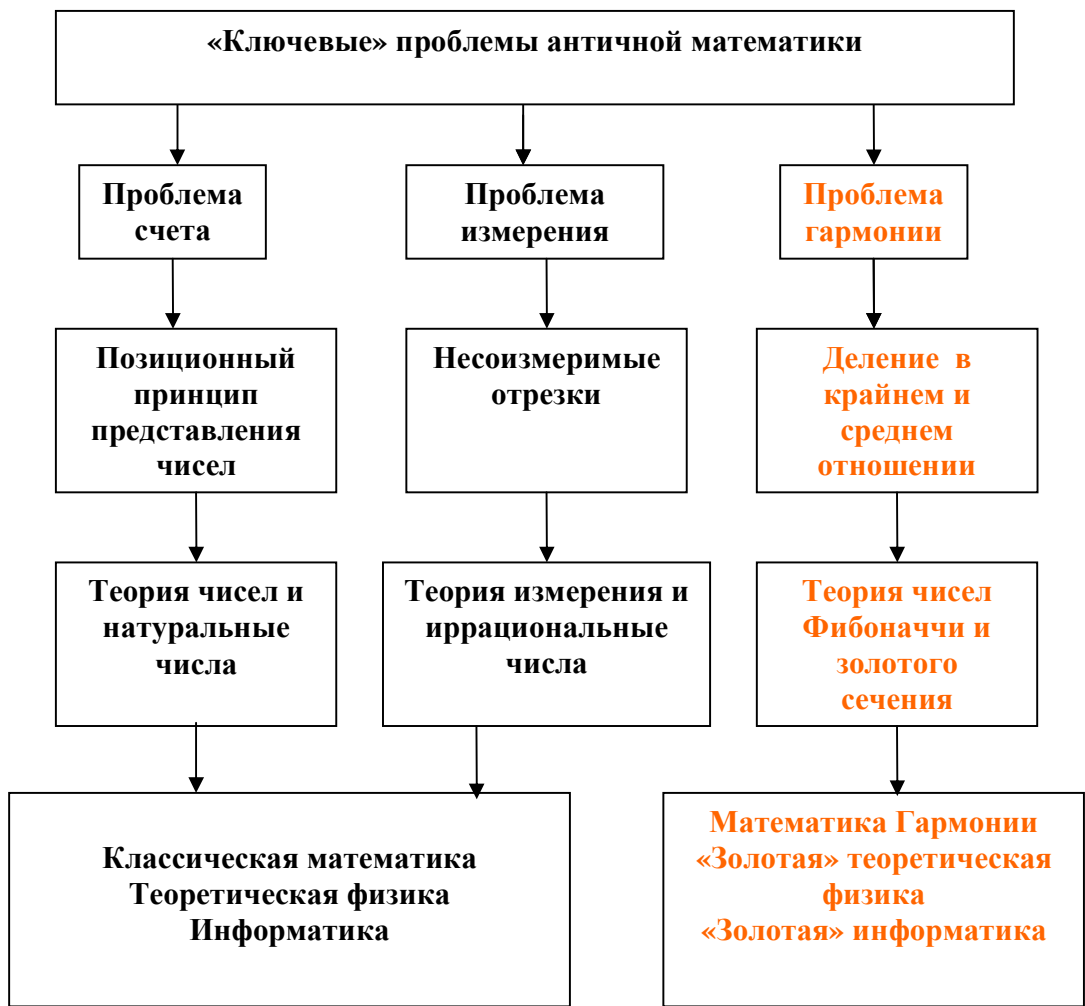 «Ключевые» проблемы античной математики
Проблема
счета
Проблема
измерения
Проблема
гармонии
Позиционный
принцип
представления
чисел
Несоизмеримые
отрезки
Деление в
крайнем и
среднем
отношении
Теория чисел и
натуральные
числа
Теория измерения и
иррациональные
числа
Теория чисел
Фибоначчи и
золотого
сечения
Классическая математика
Теоретическая физика
Информатика
Математика Гармонии
«Золотая» теоретическая
физика
«Золотая» информатика